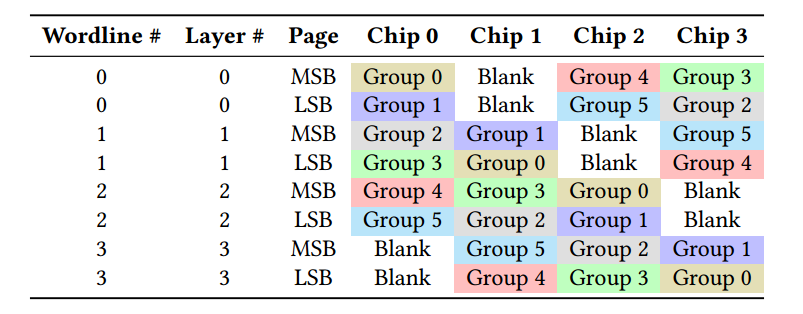 Wordline # Layer # Page Chip 0 Chip 1 Chip 2 Chip 3
0 0 MSB Group 0 Blank Group 4 Group 3
0 0 LSB Group 1 Blank Group 5 Group 2
1 1 MSB Group 2 Group 1 Blank Group 5
1 1 LSB Group 3 Group 0 Blank Group 4
2 2 MSB Group 4 Group 3 Group 0 Blank
2 2 LSB Group 5 Group 2 Group 1 Blank
3 3 MSB Blank Group 5 Group 2 Group 1
3 3 LSB Blank Group 4 Group 3 Group 0